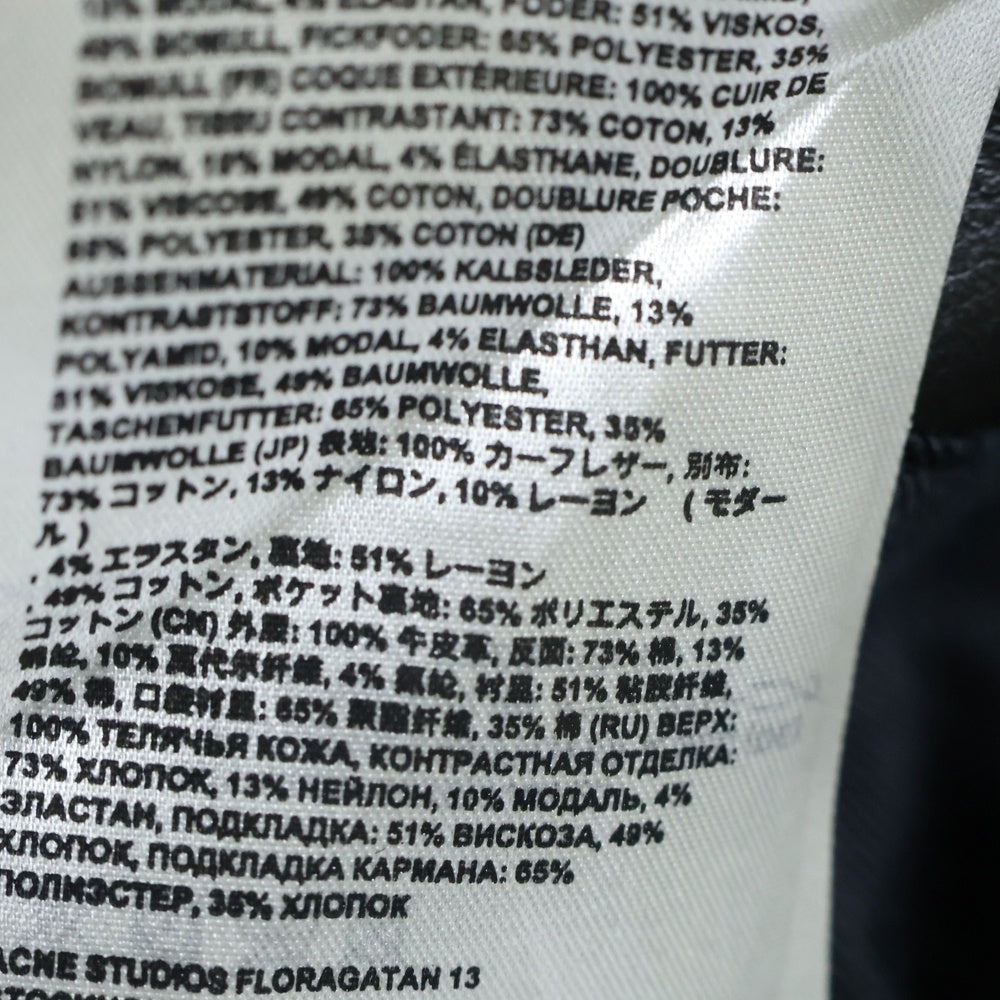 10% MODAL, 4% ELASTAN, FODER: 51% VISKOS,
49% BOMULL, FICKFODER: 65% POLYESTER, 35%
BOMULL (FR) COQUE EXTÉRIEURE: 100% CUIR DE
VEAU, TISSU CONTRASTANT: 73% COTON, 13%
NYLON, 10% MODAL, 4% ÉLASTHANE, DOUBLURE:
51% VISCOSE, 49% COTON, DOUBLURE POCHE:
65% POLYESTER, 35% COTON (DE)
AUSSENMATERIAL: 100% KALBSLEDER,
KONTRASTSTOFF: 73% BAUMWOLLE, 13%
POLYAMID, 10% MODAL, 4% ELASTHAN, FUTTER:
51% VISKOSE, 49% BAUMWOLLE,
TASCHENFUTTER: 65% POLYESTER, 35%
BAUMWOLLE (JP) 表地: 100% カーフレザー, 別布:
73% コットン, 13% ナイロン, 10% レーヨン (モダー
ル)
, 4% エラスタン, 裏地: 51% レーヨン
, 49% コットン, ポケット裏地: 65% ポリエステル, 35%
コットン (CN) 外服: 100% 牛皮革, 反面: 73% 棉, 13%
锦纶, 10% 莫代尔纤维, 4% 氨纶, 衬里: 51% 粘胶纤维,
49% 棉, 口袋衬里: 65% 聚酯纤维, 35% 棉 (RU) ВЕРХ:
100% ТЕЛЯЧЬЯ КОЖА, КОНТРАСТНАЯ ОТДЕЛКА:
73% ХЛОПОК, 13% НЕЙЛОН, 10% МОДАЛЬ, 4%
ЭЛАСТАН, ПОДКЛАДКА: 51% ВИСКОЗА, 49%
ХЛОПОК, ПОДКЛАДКА КАРМАНА: 65%
ПОЛИЭСТЕР, 35% ХЛОПОК
ACNE STUDIOS FLORAGATAN 13